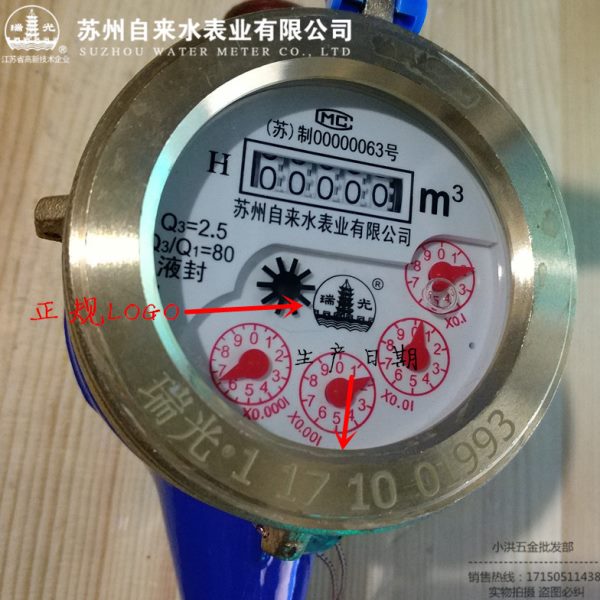 瑞光®
江苏省高新技术企业
苏州自来水表业有限公司
SUZHOU WATER METER CO., LTD
CMC
(苏)制00000063号
H 00000 m³
苏州自来水表业有限公司
Q3=2.5
Q3/Q1=80
液封
正规LOGO
瑞光®
生产日期
X0.1
X0.01
X0.001
X0.0001
瑞光·1 17 10 01993
小洪五金批发部
销售热线：17150511438
实物拍摄 盗图必纠